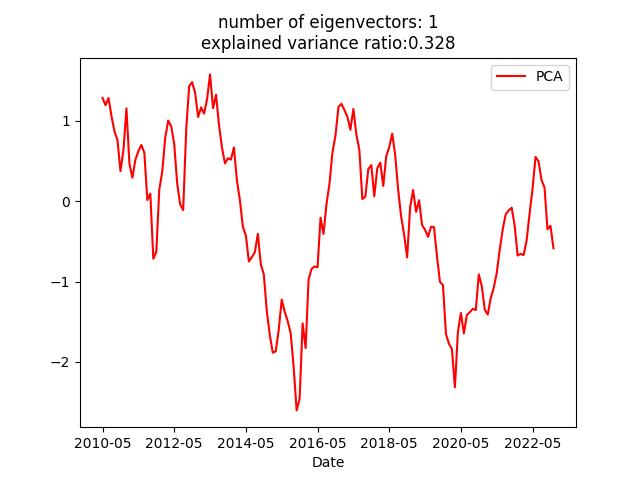 number of eigenvectors: 1
explained variance ratio:0.328
PCA
1
0
−1
−2
2010-05 2012-05 2014-05 2016-05 2018-05 2020-05 2022-05
Date